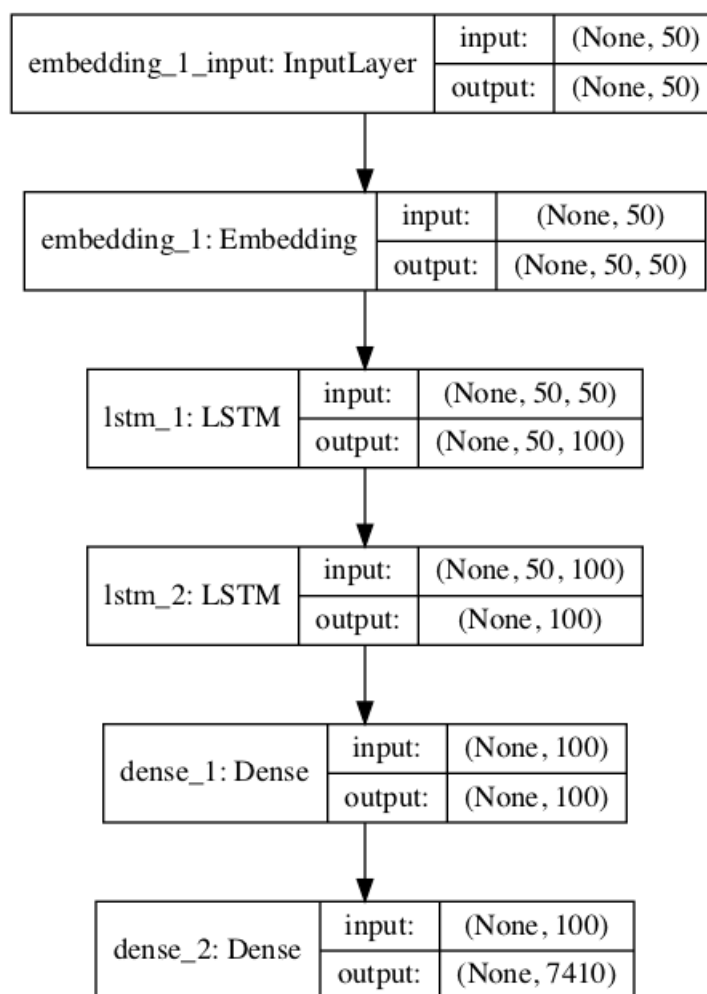 embedding_1_input: InputLayer
input: (None, 50)
output: (None, 50)
embedding_1: Embedding
input: (None, 50)
output: (None, 50, 50)
lstm_1: LSTM
input: (None, 50, 50)
output: (None, 50, 100)
lstm_2: LSTM
input: (None, 50, 100)
output: (None, 100)
dense_1: Dense
input: (None, 100)
output: (None, 100)
dense_2: Dense
input: (None, 100)
output: (None, 7410)